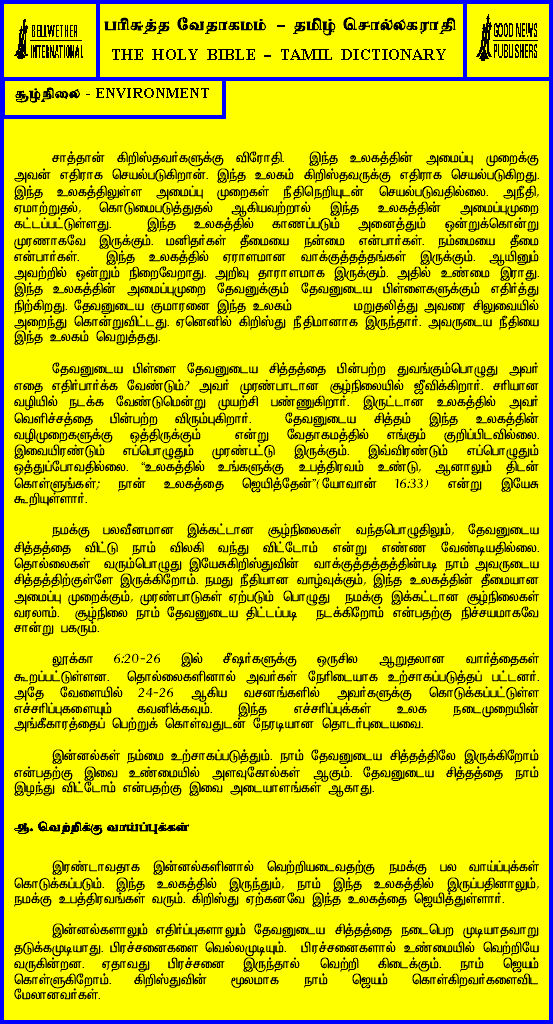 BELLWETHER
INTERNATIONAL
பரிசுத்த வேதாகமம் - தமிழ் சொல்லகராதி
THE HOLY BIBLE - TAMIL DICTIONARY
GOOD NEWS
PUBLISHERS
சூழ்நிலை - ENVIRONMENT
சாத்தான் கிறிஸ்தவர்களுக்கு விரோதி. இந்த உலகத்தின் அமைப்பு முறைக்கு
அவன் எதிராக செயல்படுகிறான். இந்த உலகம் கிறிஸ்தவருக்கு எதிராக செயல்படுகிறது.
இந்த உலகத்திலுள்ள அமைப்பு முறைகள் நீதிநெறியுடன் செயல்படுவதில்லை. அநீதி,
ஏமாற்றுதல், கொடுமைபடுத்துதல் ஆகியவற்றால் இந்த உலகத்தின் அமைப்புமுறை
கட்டப்பட்டுள்ளது. இந்த உலகத்தில் காணப்படும் அனைத்தும் ஒன்றுக்கொன்று
முரணாகவே இருக்கும். மனிதர்கள் தீமையை நன்மை என்பார்கள். நம்மையை தீமை
என்பார்கள். இந்த உலகத்தில் ஏராளமான வாக்குத்தத்தங்கள் இருக்கும். ஆயினும்
அவற்றில் ஒன்றும் நிறைவேறாது. அறிவு தாராளமாக இருக்கும். அதில் உண்மை இராது.
இந்த உலகத்தின் அமைப்புமுறை தேவனுக்கும் தேவனுடைய பிள்ளைகளுக்கும் எதிர்த்து
நிற்கிறது. தேவனுடைய குமாரனை இந்த உலகம் மறுதலித்து அவரை சிலுவையில்
அறைந்து கொன்றுவிட்டது. ஏனெனில் கிறிஸ்து நீதிமானாக இருந்தார். அவருடைய நீதியை
இந்த உலகம் வெறுத்தது.
தேவனுடைய பிள்ளை தேவனுடைய சித்தத்தை பின்பற்ற துவங்கும்பொழுது அவர்
எதை எதிர்பார்க்க வேண்டும்? அவர் முரண்பாடான சூழ்நிலையில் ஜீவிக்கிறார். சரியான
வழியில் நடக்க வேண்டுமென்று முயற்சி பண்ணுகிறார். இருட்டான உலகத்தில் அவர்
வெளிச்சத்தை பின்பற்ற விரும்புகிறார். தேவனுடைய சித்தம் இந்த உலகத்தின்
வழிமுறைகளுக்கு ஒத்திருக்கும் என்று வேதாகமத்தில் எங்கும் குறிப்பிடவில்லை.
இவையிரண்டும் எப்பொழுதும் முரண்பட்டு இருக்கும். இவ்விரண்டும் எப்பொழுதும்
ஒத்துப்போவதில்லை. "உலகத்தில் உங்களுக்கு உபத்திரவம் உண்டு, ஆனாலும் திடன்
கொள்ளுங்கள்; நான் உலகத்தை ஜெயித்தேன்"(யோவான் 16:33) என்று இயேசு
கூறியுள்ளார்.
நமக்கு பலவீனமான இக்கட்டான சூழ்நிலைகள் வந்தபொழுதிலும், தேவனுடைய
சித்தத்தை விட்டு நாம் விலகி வந்து விட்டோம் என்று எண்ண வேண்டியதில்லை.
தொல்லைகள் வரும்பொழுது இயேசுகிறிஸ்துவின் வாக்குத்தத்தத்தின்படி நாம் அவருடைய
சித்தத்திற்குள்ளே இருக்கிறோம். நமது நீதியான வாழ்வுக்கும், இந்த உலகத்தின் தீமையான
அமைப்பு முறைக்கும், முரண்பாடுகள் ஏற்படும் பொழுது நமக்கு இக்கட்டான சூழ்நிலைகள்
வரலாம். சூழ்நிலை நாம் தேவனுடைய திட்டப்படி நடக்கிறோம் என்பதற்கு நிச்சயமாகவே
சான்று பகரும்.
லூக்கா 6:20-26 இல் சீஷர்களுக்கு ஒருசில ஆறுதலான வார்த்தைகள்
கூறப்பட்டுள்ளன. தொல்லைகளினால் அவர்கள் நேரிடையாக உற்சாகப்படுத்தப் பட்டனர்.
அதே வேளையில் 24-26 ஆகிய வசனங்களில் அவர்களுக்கு கொடுக்கப்பட்டுள்ள
எச்சரிப்புகளையும் கவனிக்கவும். இந்த எச்சரிப்புக்கள் உலக நடைமுறையின்
அங்கீகாரத்தைப் பெற்றுக் கொள்வதுடன் நேரடியான தொடர்புடையவை.
இன்னல்கள் நம்மை உற்சாகப்படுத்தும். நாம் தேவனுடைய சித்தத்திலே இருக்கிறோம்
என்பதற்கு இவை உண்மையில் அளவுகோல்கள் ஆகும். தேவனுடைய சித்தத்தை நாம்
இழந்து விட்டோம் என்பதற்கு இவை அடையாளங்கள் ஆகாது.
ஆ. வெற்றிக்கு வாய்ப்புக்கள்
இரண்டாவதாக இன்னல்களினால் வெற்றியடைவதற்கு நமக்கு பல வாய்ப்புக்கள்
கொடுக்கப்படும். இந்த உலகத்தில் இருந்தும், நாம் இந்த உலகத்தில் இருப்பதினாலும்,
நமக்கு உபத்திரவங்கள் வரும். கிறிஸ்து ஏற்கனவே இந்த உலகத்தை ஜெயித்துள்ளார்.
இன்னல்களாலும் எதிர்ப்புகளாலும் தேவனுடைய சித்தத்தை நடைபெற முடியாதவாறு
தடுக்கமுடியாது. பிரச்சனைகளை வெல்லமுடியும். பிரச்சனைகளால் உண்மையில் வெற்றியே
வருகின்றன. ஏதாவது பிரச்சனை இருந்தால் வெற்றி கிடைக்கும். நாம் ஜெயம்
கொள்ளுகிறோம். கிறிஸ்துவின் மூலமாக நாம் ஜெயம் கொள்கிறவர்களைவிட
மேலானவர்கள்.